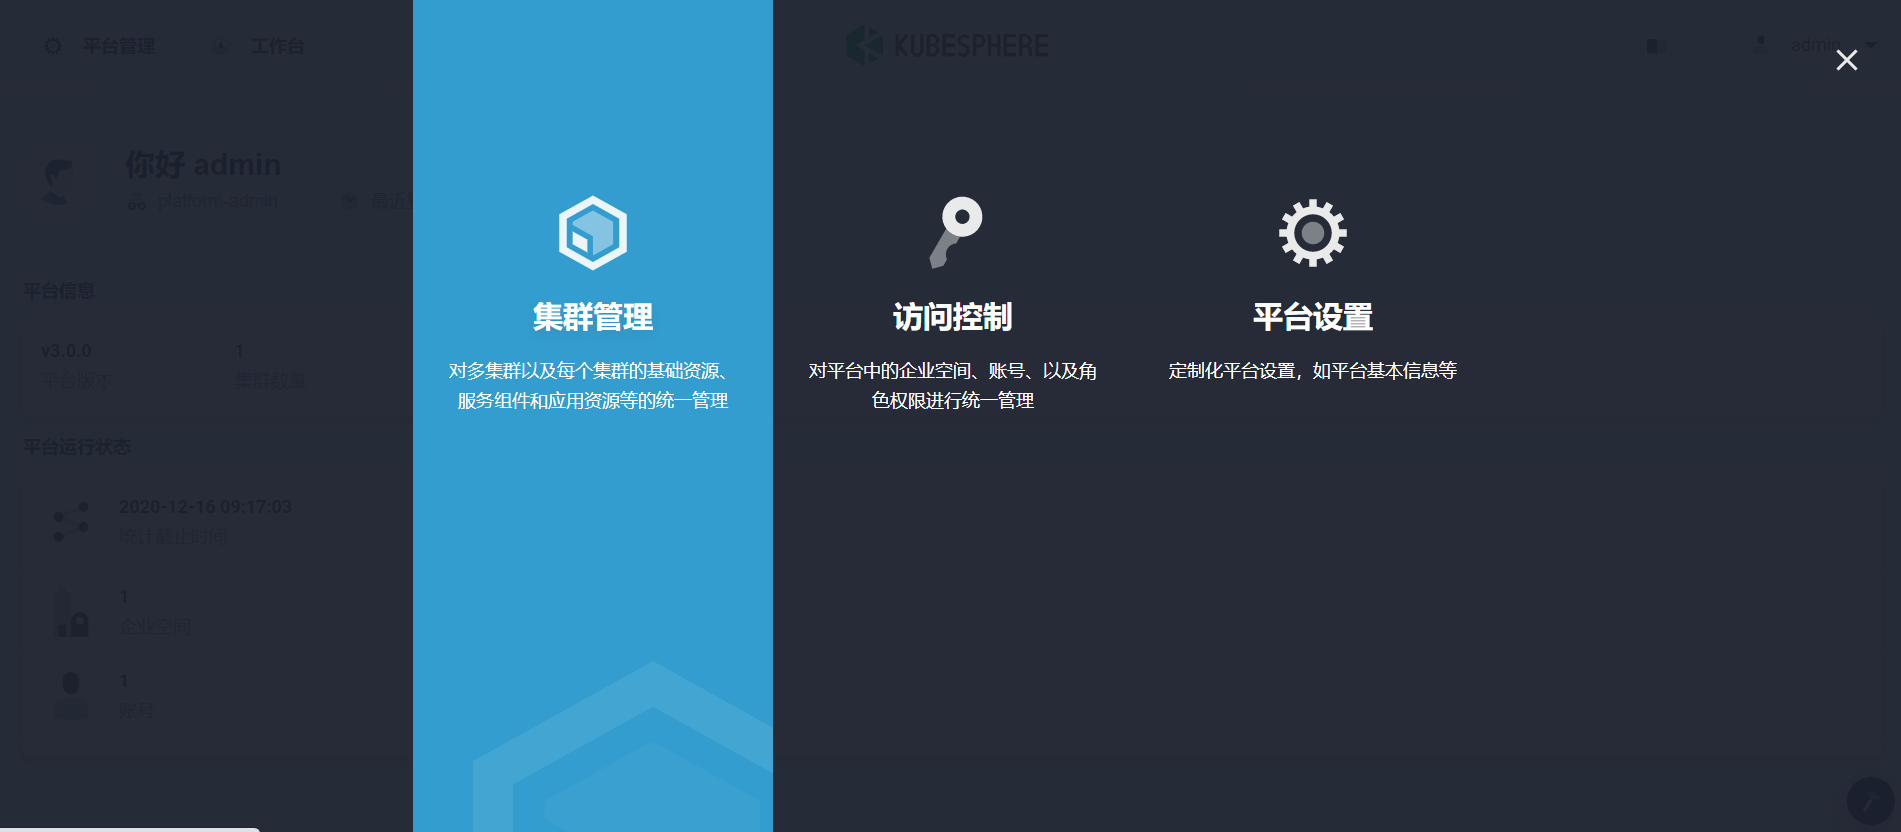 平台管理 工作台 KUBESPHERE admin
你好 admin
platform-admin 最近
平台信息
v3.0.0 1
平台版本 集群数量
平台运行状态
2020-12-16 09:17:03
统计截止时间
1
企业空间
1
账号
集群管理
对多集群以及每个集群的基础资源、
服务组件和应用资源等的统一管理
访问控制
对平台中的企业空间、账号、以及角
色权限进行统一管理
平台设置
定制化平台设置，如平台基本信息等